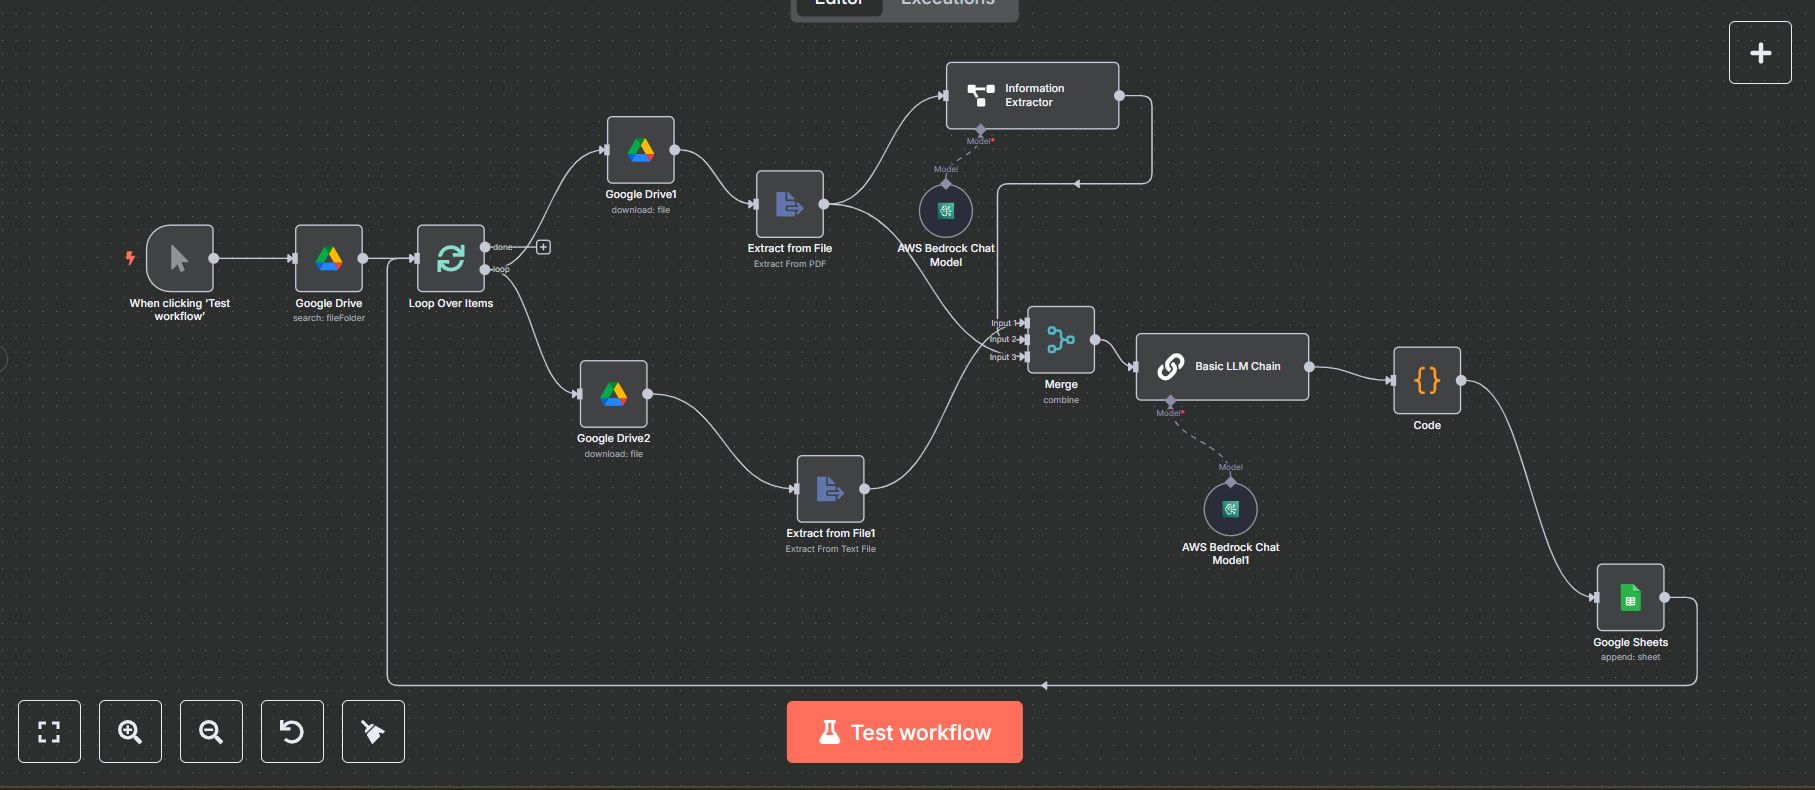 Editor Executions
Information
Extractor
Model*
Model
AWS Bedrock Chat
Model
Google Drive1
download: file
Extract from File
Extract From PDF
When clicking 'Test
workflow'
Google Drive
search: fileFolder
Loop Over Items
done
loop
Google Drive2
download: file
Extract from File1
Extract From Text File
Input 1
Input 2
Input 3
Merge
combine
Basic LLM Chain
Model*
Model
AWS Bedrock Chat
Model1
{}
Code
Google Sheets
append: sheet
Test workflow